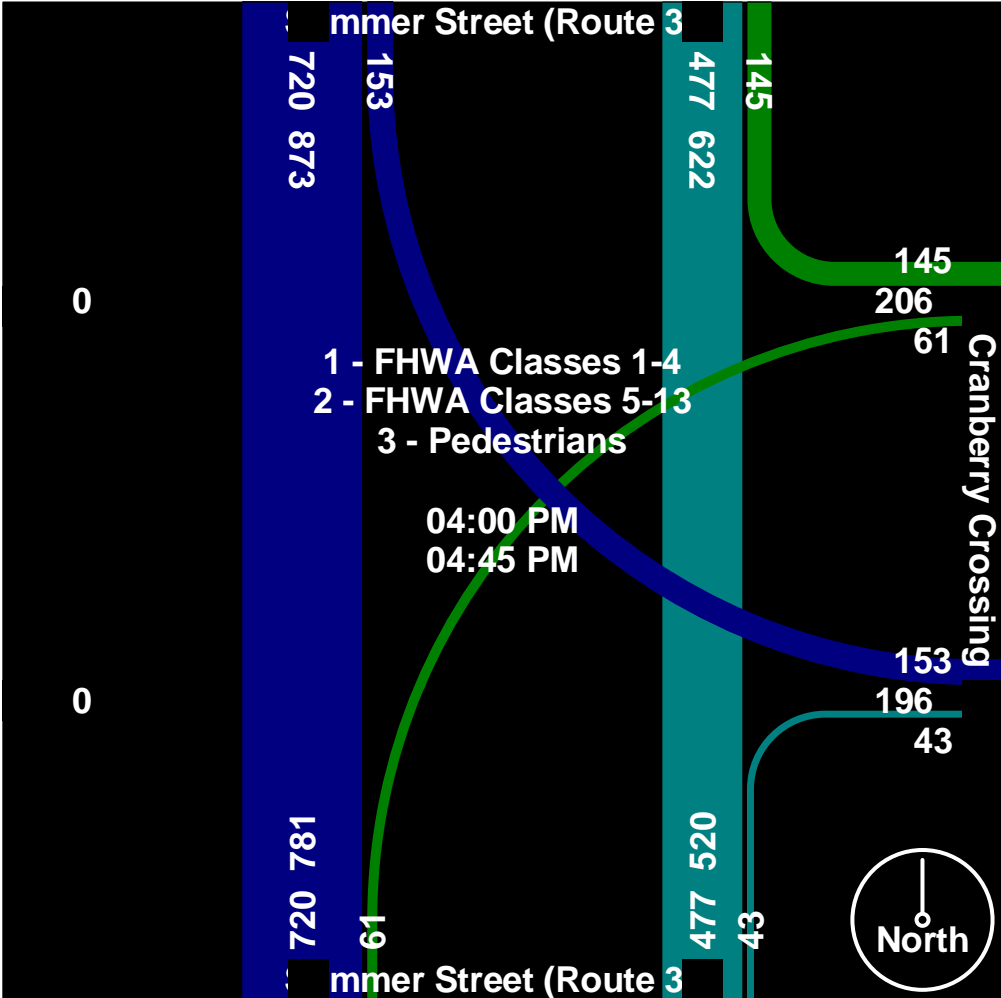 mmer Street (Route 3
720 873
153
477 622
145
145
206
61
0
1 - FHWA Classes 1-4
2 - FHWA Classes 5-13
3 - Pedestrians
04:00 PM
04:45 PM
Cranberry Crossing
0
153
196
43
720 781
61
477 520
43
North
mmer Street (Route 3